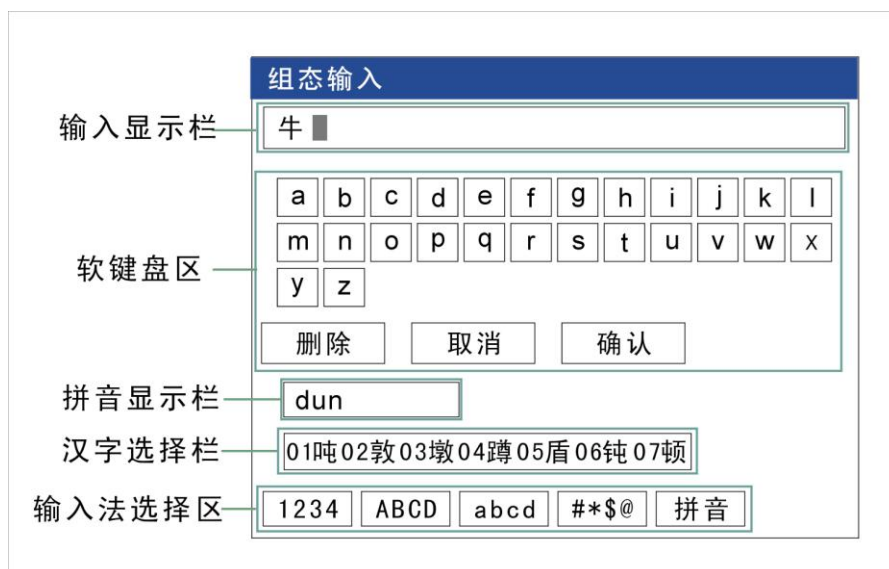 组态输入
输入显示栏
牛
a b c d e f g h i j k l
m n o p q r s t u v w x
软键盘区
y z
删除 取消 确认
拼音显示栏
dun
汉字选择栏
01吨02敦03墩04蹲05盾06钝07顿
输入法选择区
1234 ABCD abcd #*$@ 拼音